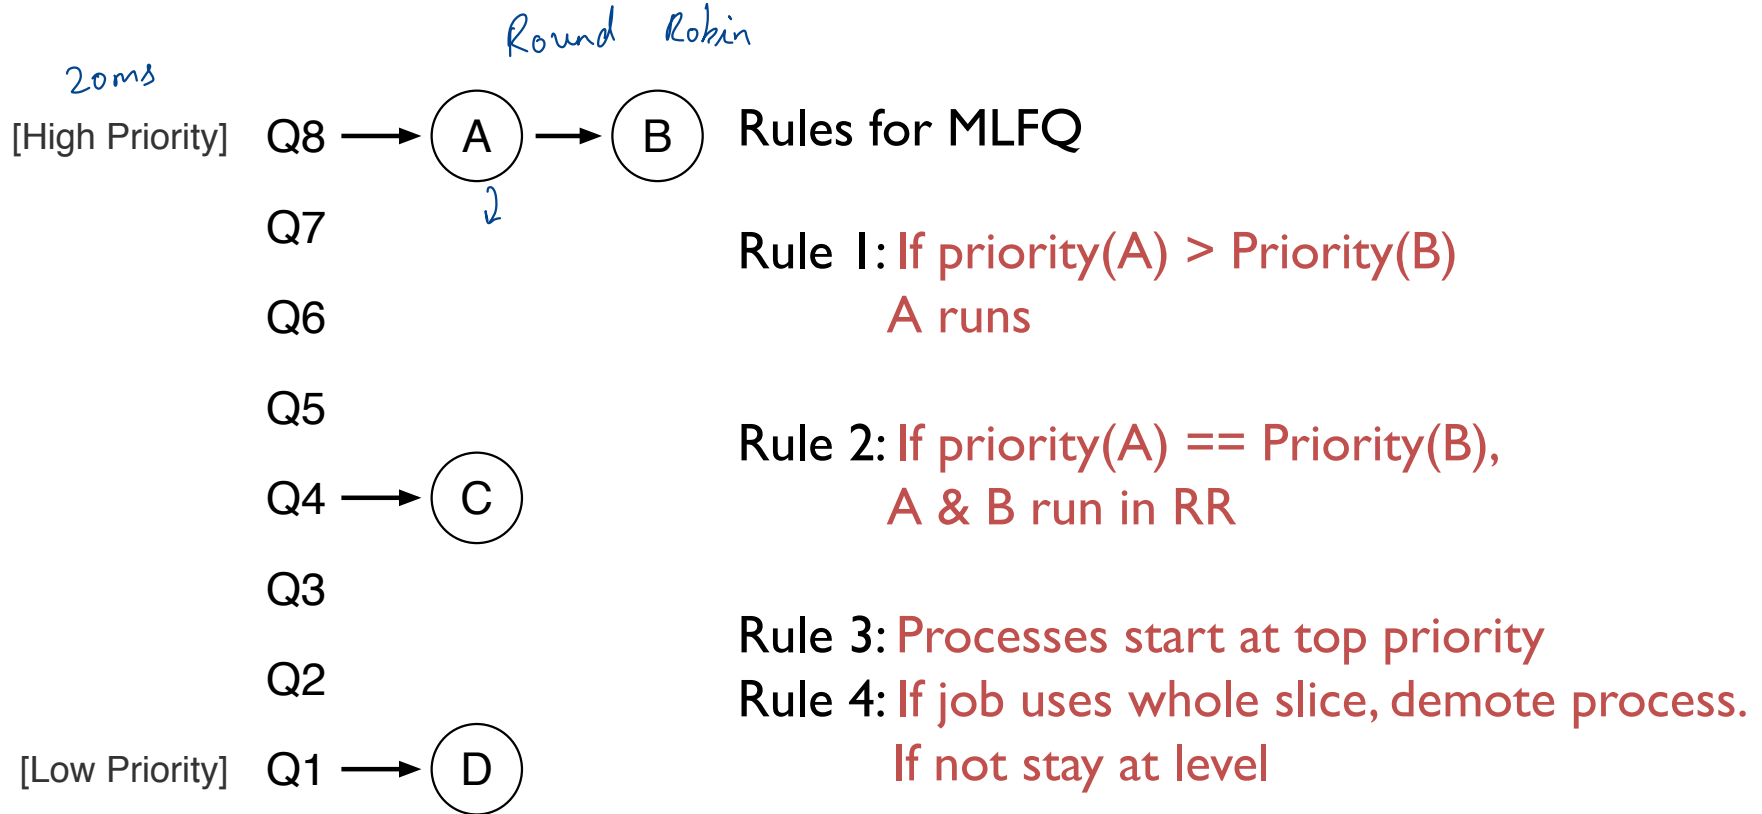 Round Robin
20ms
[High Priority] Q8 A B
Q7
Q6
Q5
Q4 C
Q3
Q2
[Low Priority] Q1 D
Rules for MLFQ
Rule 1: If priority(A) > Priority(B)
A runs
Rule 2: If priority(A) == Priority(B),
A & B run in RR
Rule 3: Processes start at top priority
Rule 4: If job uses whole slice, demote process.
If not stay at level